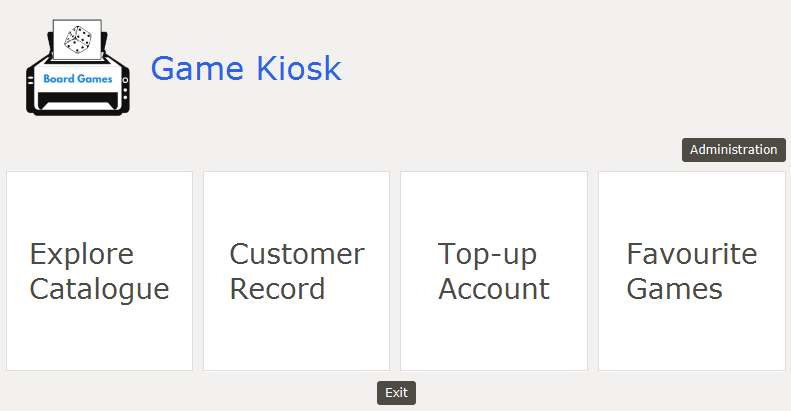 Board Games
Game Kiosk
Administration
Explore
Catalogue
Customer
Record
Top-up
Account
Favourite
Games
Exit